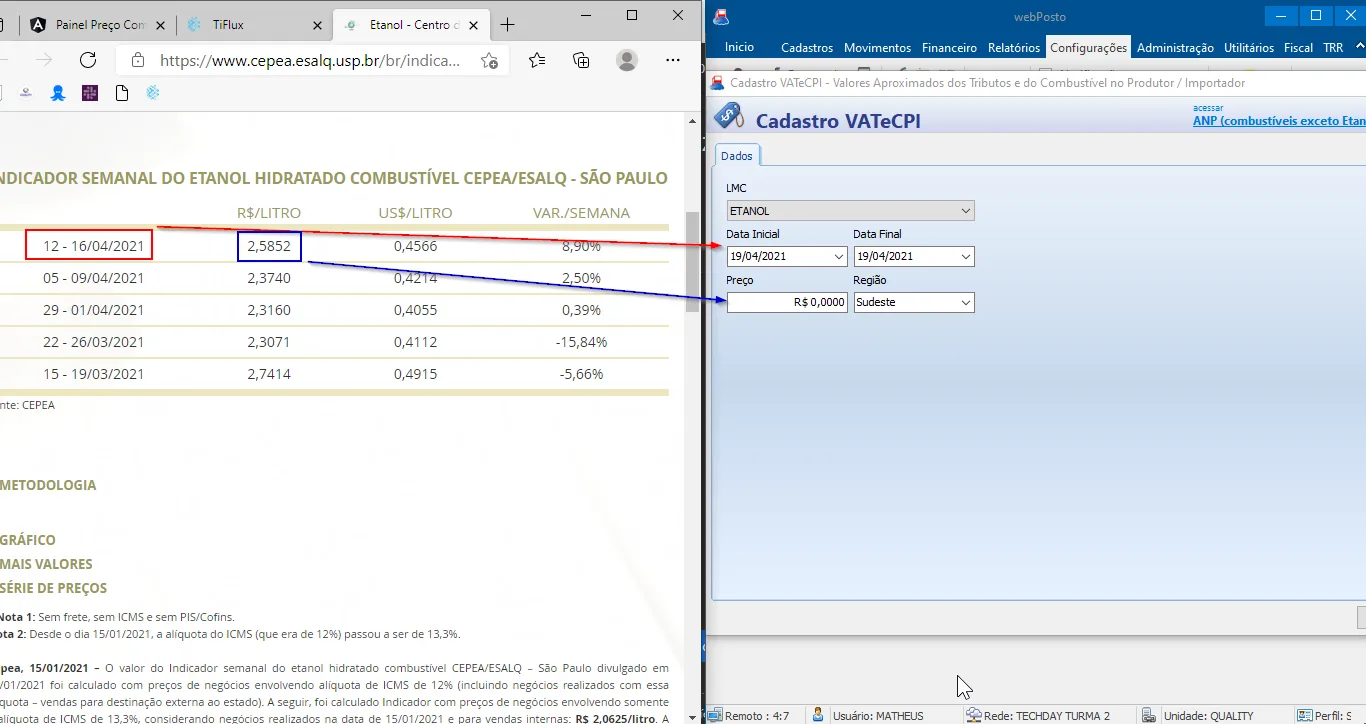 Painel Preço Com
TiFlux
Etanol - Centro d
https://www.cepea.esalq.usp.br/br/indica...
NDICADOR SEMANAL DO ETANOL HIDRATADO COMBUSTÍVEL CEPEA/ESALQ - SÃO PAULO
R$/LITRO US$/LITRO VAR./SEMANA
12 - 16/04/2021 2,5852 0,4566 8,90%
05 - 09/04/2021 2,3740 0,4214 2,50%
29 - 01/04/2021 2,3160 0,4055 0,39%
22 - 26/03/2021 2,3071 0,4112 -15,84%
15 - 19/03/2021 2,7414 0,4915 -5,66%
nte: CEPEA
METODOLOGIA
GRÁFICO
MAIS VALORES
SÉRIE DE PREÇOS
Nota 1: Sem frete, sem ICMS e sem PIS/Cofins.
ota 2: Desde o dia 15/01/2021, a alíquota do ICMS (que era de 12%) passou a ser de 13,3%.
pea, 15/01/2021 – O valor do Indicador semanal do etanol hidratado combustível CEPEA/ESALQ – São Paulo divulgado em
/01/2021 foi calculado com preços de negócios envolvendo alíquota de ICMS de 12% (incluindo negócios realizados com essa
quota – vendas para destinação externa ao estado). A seguir, foi calculado Indicador com preços de negócios envolvendo somente
alíquota de ICMS de 13,3%, considerando negócios realizados na data de 15/01/2021 e para vendas internas: R$ 2,0625/litro. A
webPosto
Inicio Cadastros Movimentos Financeiro Relatórios Configurações Administração Utilitários Fiscal TRR
Cadastro VATeCPI - Valores Aproximados dos Tributos e do Combustível no Produtor / Importador
Cadastro VATeCPI
acessar
ANP (combustíveis exceto Etan
Dados
LMC
ETANOL
Data Inicial Data Final
19/04/2021 19/04/2021
Preço Região
R$ 0,0000 Sudeste
Remoto : 4:7 Usuário: MATHEUS Rede: TECHDAY TURMA 2 Unidade: QUALITY Perfil: S